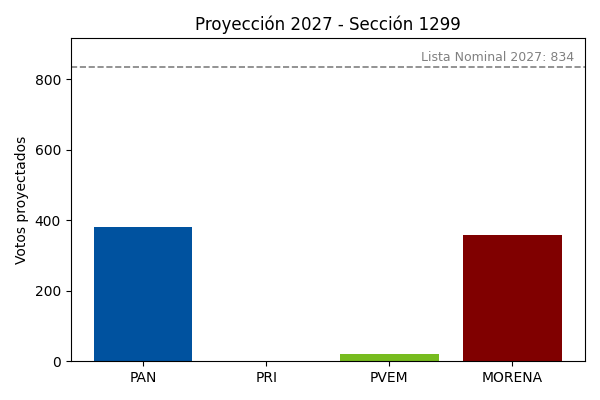 Proyección 2027 - Sección 1299
Lista Nominal 2027: 834
Votos proyectados
800
600
400
200
0
PAN PRI PVEM MORENA